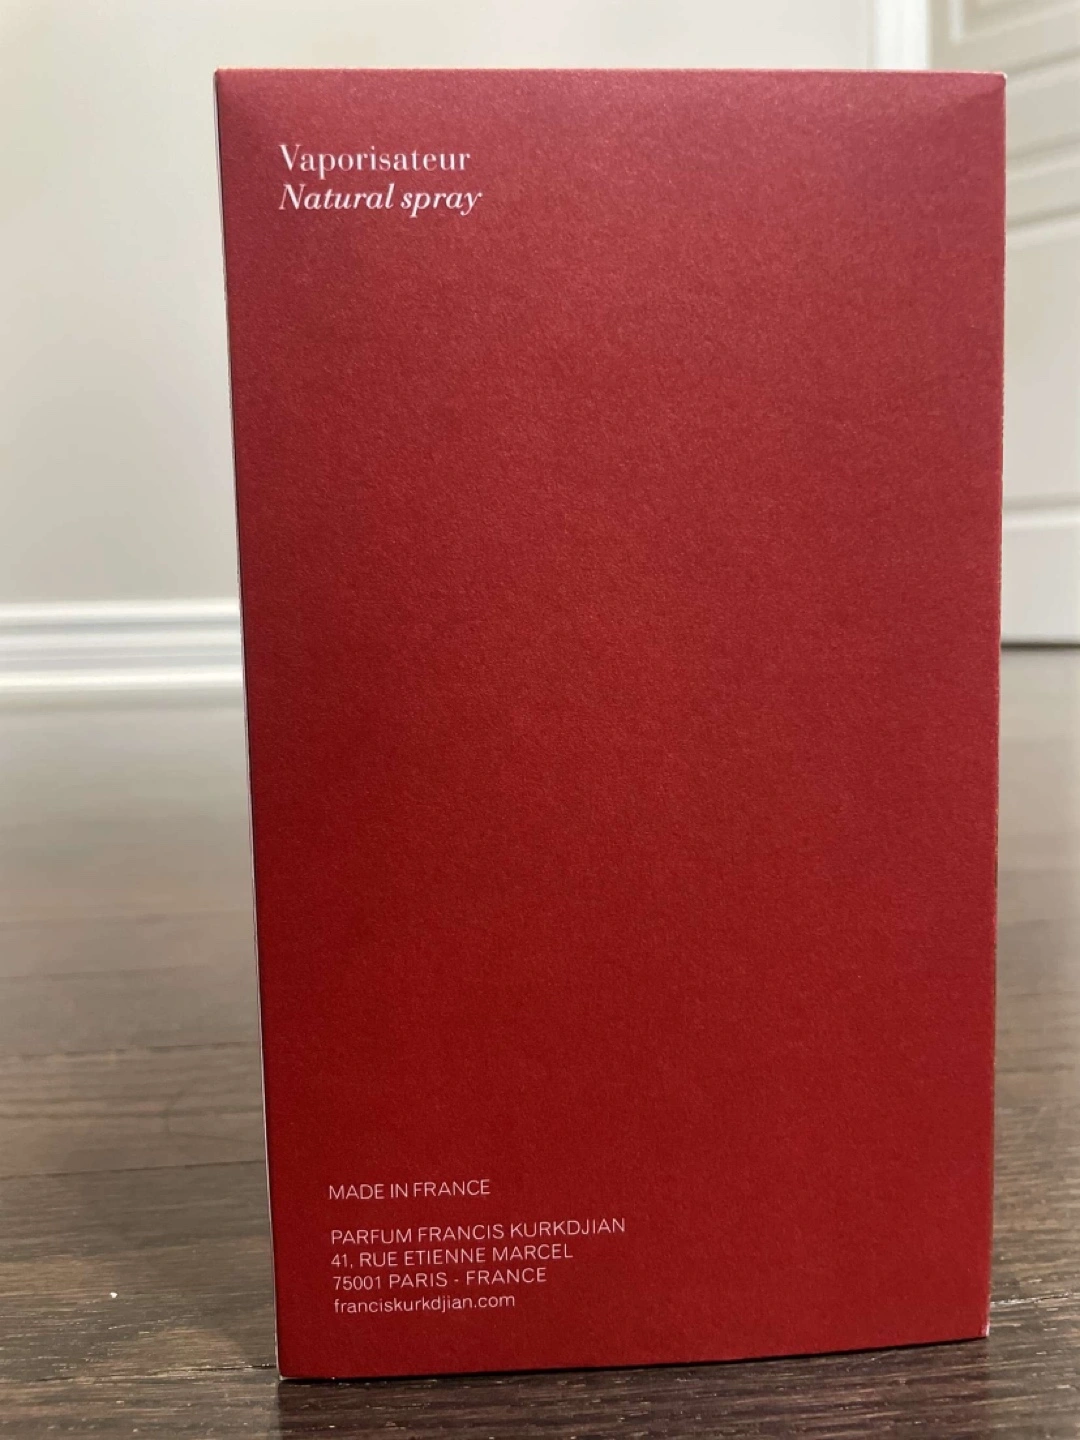 Vaporisateur
Natural spray
MADE IN FRANCE
PARFUM FRANCIS KURKDJIAN
41, RUE ETIENNE MARCEL
75001 PARIS - FRANCE
franciskurkdjian.com